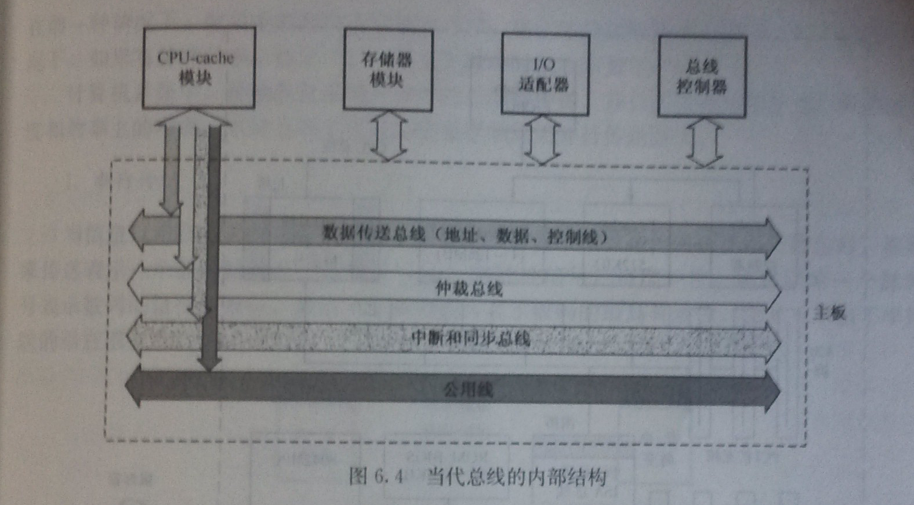 CPU-cache
模块
存储器
模块
I/O
适配器
总线
控制器
数据传送总线（地址、数据、控制线）
仲裁总线
中断和同步总线
公用线
主板
图 6.4 当代总线的内部结构